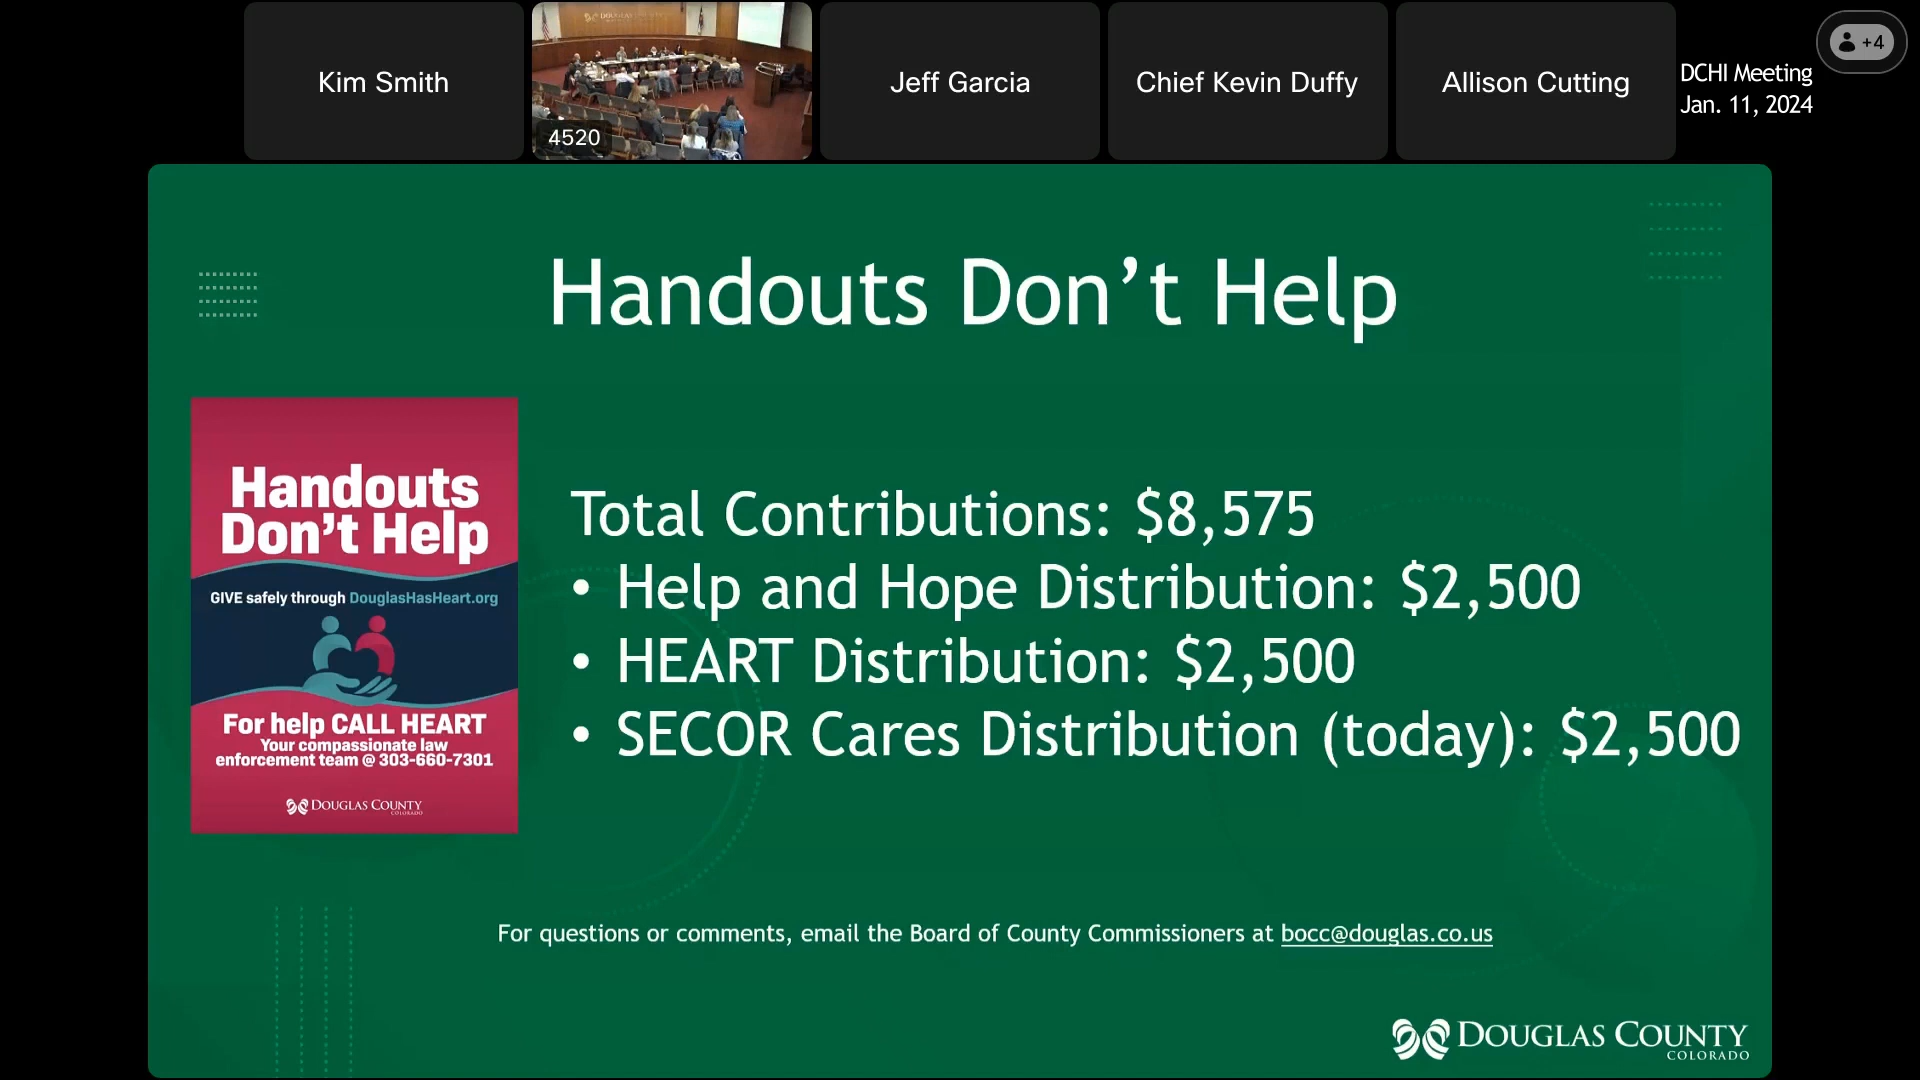 Kim Smith
4520
Jeff Garcia
Chief Kevin Duffy
Allison Cutting
+4
DCHI Meeting
Jan. 11, 2024
Handouts Don’t Help
Handouts
Don’t Help
GIVE safely through DouglasHasHeart.org
For help CALL HEART
Your compassionate law
enforcement team @ 303-660-7301
DOUGLAS COUNTY
COLORADO
Total Contributions: $8,575
• Help and Hope Distribution: $2,500
• HEART Distribution: $2,500
• SECOR Cares Distribution (today): $2,500
For questions or comments, email the Board of County Commissioners at bocc@douglas.co.us
DOUGLAS COUNTY
COLORADO